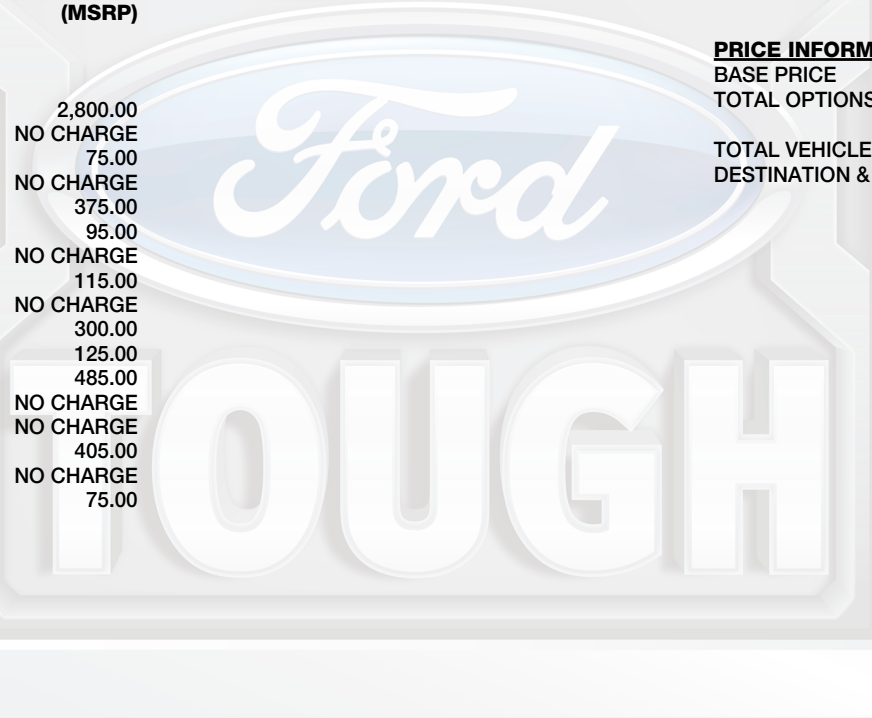 (MSRP)
2,800.00
NO CHARGE
75.00
NO CHARGE
375.00
95.00
NO CHARGE
115.00
NO CHARGE
300.00
125.00
485.00
NO CHARGE
NO CHARGE
405.00
NO CHARGE
75.00
PRICE INFORM
BASE PRICE
TOTAL OPTIONS
TOTAL VEHICLE
DESTINATION &
Ford
TOUGH